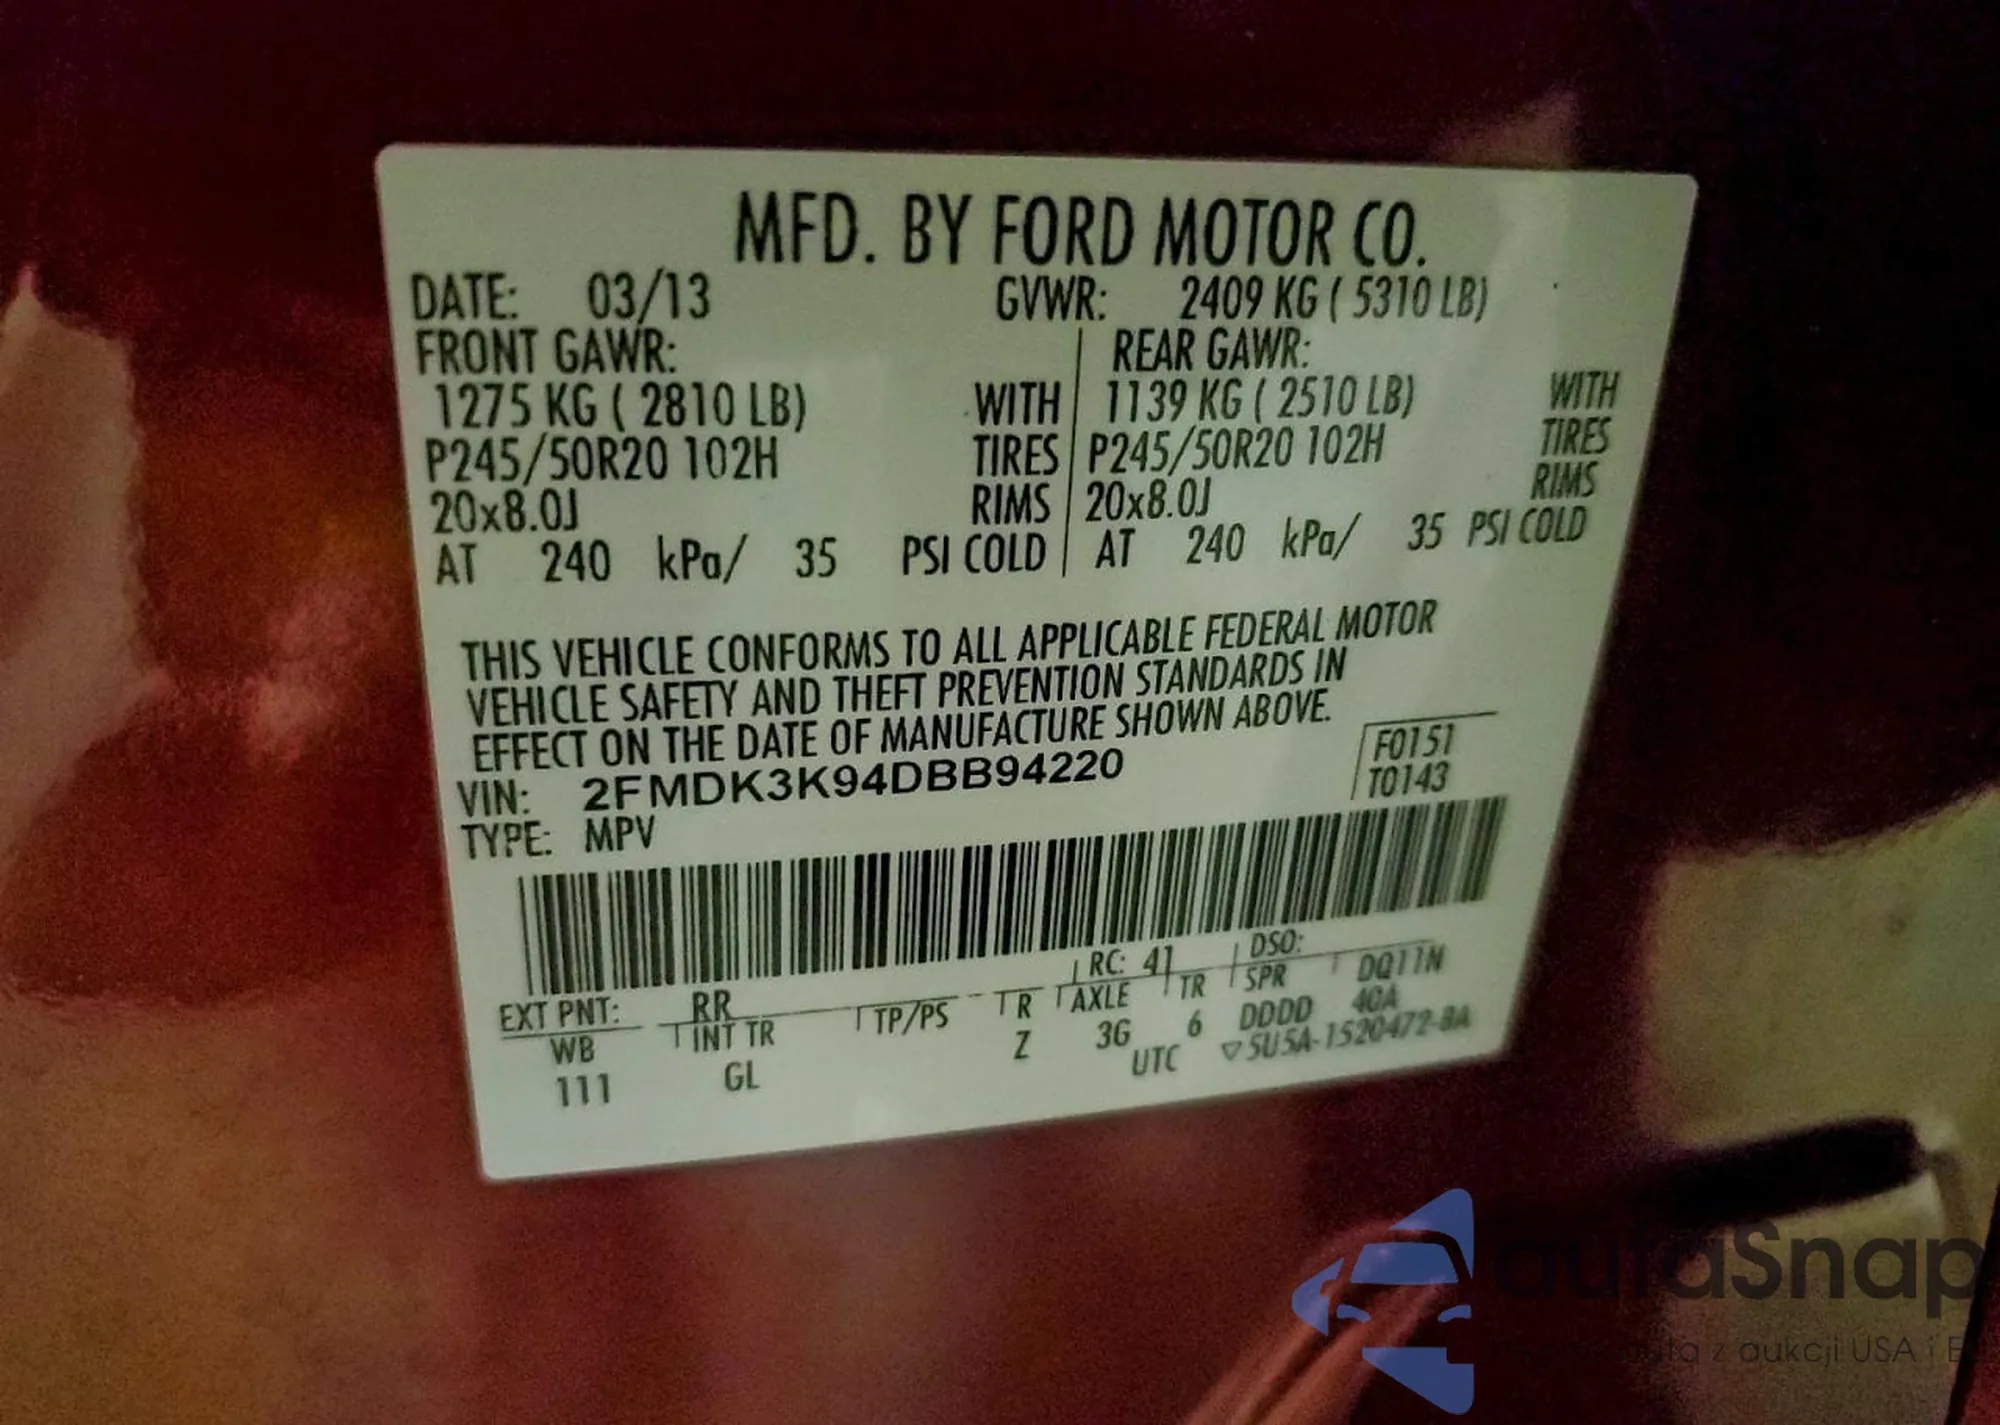 MFD. BY FORD MOTOR CO.
DATE: 03/13 GVWR: 2409 KG ( 5310 LB)
FRONT GAWR: REAR GAWR:
1275 KG ( 2810 LB) WITH 1139 KG ( 2510 LB) WITH
P245/50R20 102H TIRES P245/50R20 102H TIRES
20x8.0J RIMS 20x8.0J RIMS
AT 240 kPa/ 35 PSI COLD AT 240 kPa/ 35 PSI COLD
THIS VEHICLE CONFORMS TO ALL APPLICABLE FEDERAL MOTOR
VEHICLE SAFETY AND THEFT PREVENTION STANDARDS IN
EFFECT ON THE DATE OF MANUFACTURE SHOWN ABOVE.
F0151
VIN: 2FMDK3K94DBB94220 T0143
TYPE: MPV
EXT PNT: RR RC: 41 DSO:
WB INT TR TP/PS R AXLE TR SPR DQ11N
111 GL Z 3G 6 DDDD 40A
UTC ▽5U5A-1520472-BA
autaSnap
z aukcji USA i